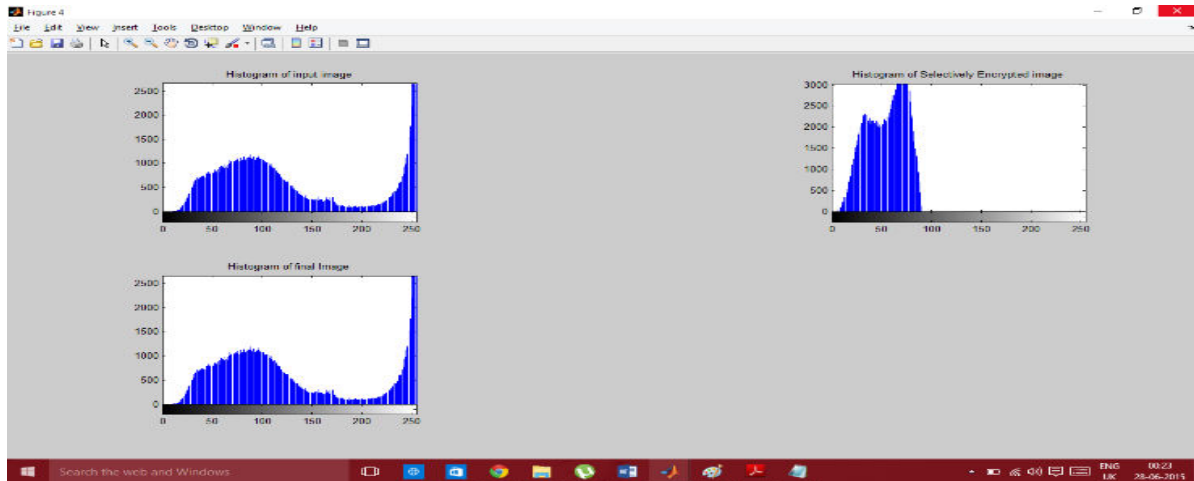 Figure 4
File Edit View Insert Tools Desktop Window Help
Histogram of input image
2500
2000
1500
1000
500
0
0 50 100 150 200 250
Histogram of Selectively Encrypted image
3000
2500
2000
1500
1000
500
0
0 50 100 150 200 250
Histogram of final Image
2500
2000
1500
1000
500
0
0 50 100 150 200 250
Search the web and Windows
ENG
UK
00:23
28-06-2015